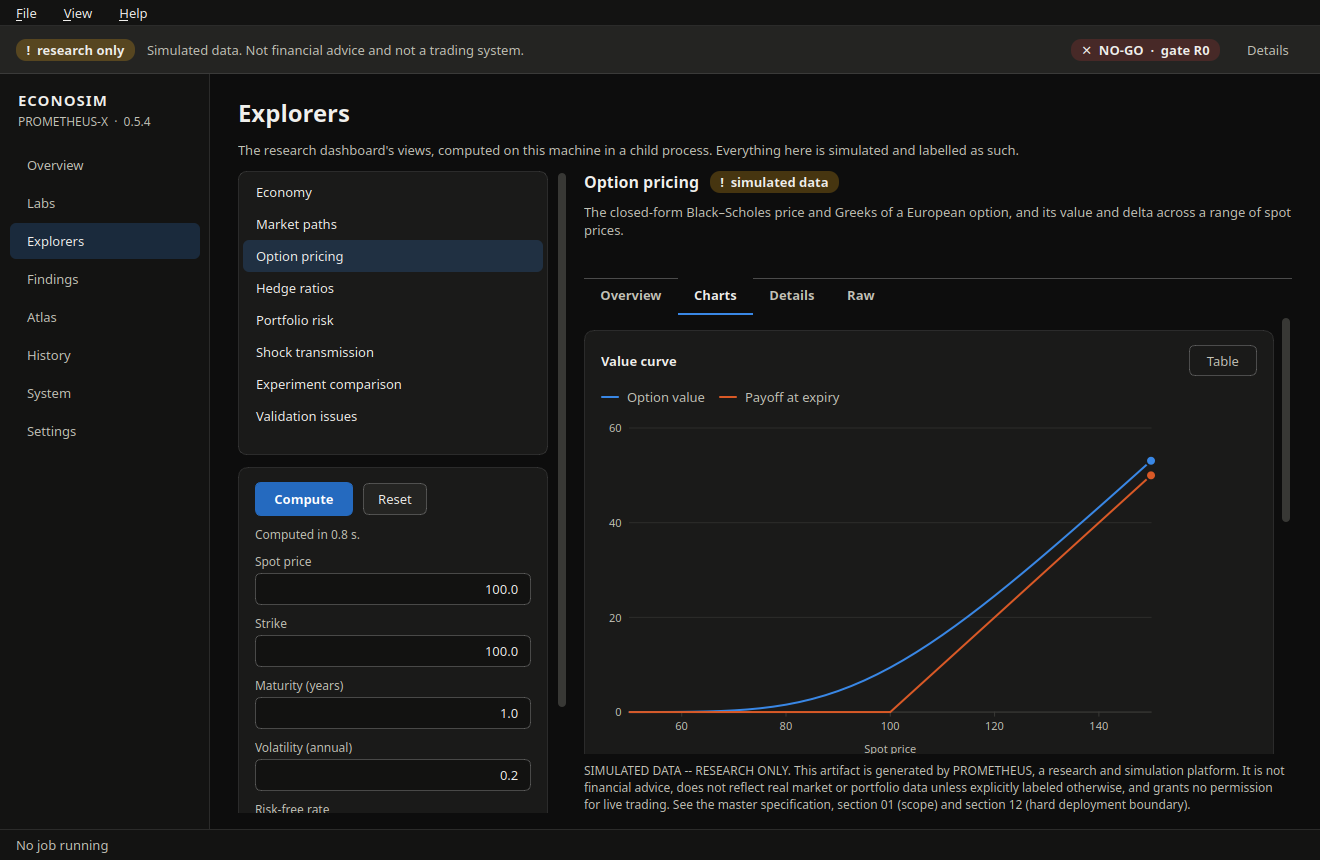 File View Help
! research only Simulated data. Not financial advice and not a trading system. × NO-GO · gate R0 Details
ECONOSIM
PROMETHEUS-X · 0.5.4
Overview
Labs
Explorers
Findings
Atlas
History
System
Settings
Explorers
The research dashboard's views, computed on this machine in a child process. Everything here is simulated and labelled as such.
Economy
Market paths
Option pricing
Hedge ratios
Portfolio risk
Shock transmission
Experiment comparison
Validation issues
Compute Reset
Computed in 0.8 s.
Spot price
100.0
Strike
100.0
Maturity (years)
1.0
Volatility (annual)
0.2
Risk-free rate
Option pricing ! simulated data
The closed-form Black–Scholes price and Greeks of a European option, and its value and delta across a range of spot
prices.
Overview Charts Details Raw
Value curve Table
Option value Payoff at expiry
60
40
20
0
60 80 100 120 140
Spot price
SIMULATED DATA -- RESEARCH ONLY. This artifact is generated by PROMETHEUS, a research and simulation platform. It is not
financial advice, does not reflect real market or portfolio data unless explicitly labeled otherwise, and grants no permission
for live trading. See the master specification, section 01 (scope) and section 12 (hard deployment boundary).
No job running